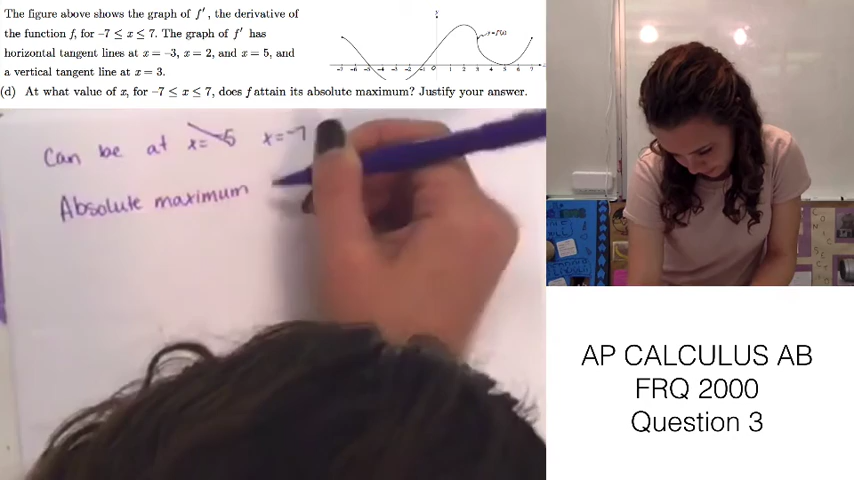 The figure above shows the graph of f′, the derivative of
the function f, for –7 ≤ x ≤ 7. The graph of f′ has
horizontal tangent lines at x = –3, x = 2, and x = 5, and
a vertical tangent line at x = 3.
(d) At what value of x, for –7 ≤ x ≤ 7, does f attain its absolute maximum? Justify your answer.
Can be at x= -5 x=-7
Absolute maximum
AP CALCULUS AB
FRQ 2000
Question 3